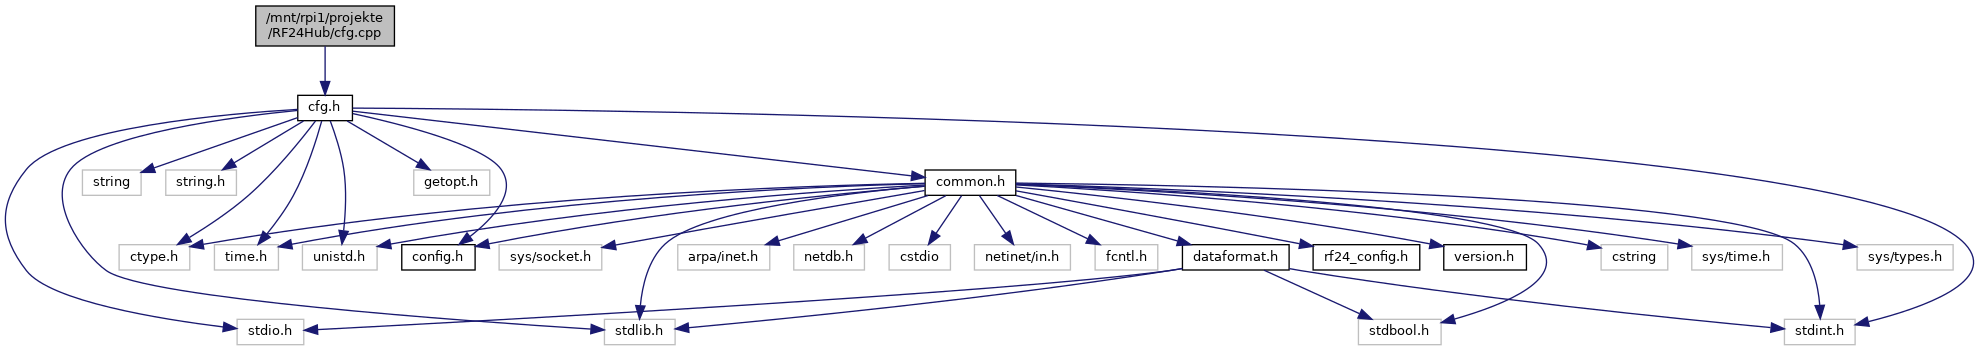 /mnt/rpi1/projekte
/RF24Hub/cfg.cpp
cfg.h
string
string.h
getopt.h
common.h
ctype.h
time.h
unistd.h
config.h
sys/socket.h
arpa/inet.h
netdb.h
cstdio
netinet/in.h
fcntl.h
dataformat.h
rf24_config.h
version.h
cstring
sys/time.h
sys/types.h
stdio.h
stdlib.h
stdbool.h
stdint.h